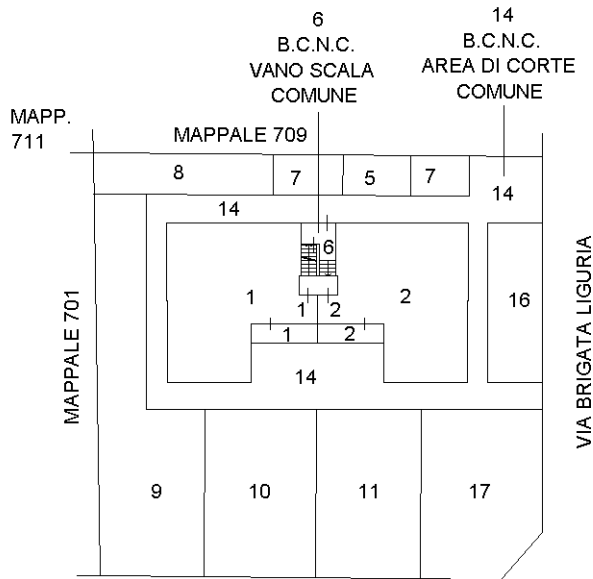 6
B.C.N.C.
VANO SCALA
COMUNE
14
B.C.N.C.
AREA DI CORTE
COMUNE
MAPP.
711
MAPPALE 709
8
7
5
7
14
14
6
1
1
2
2
16
1
2
14
MAPPALE 701
VIA BRIGATA LIGURIA
9
10
11
17